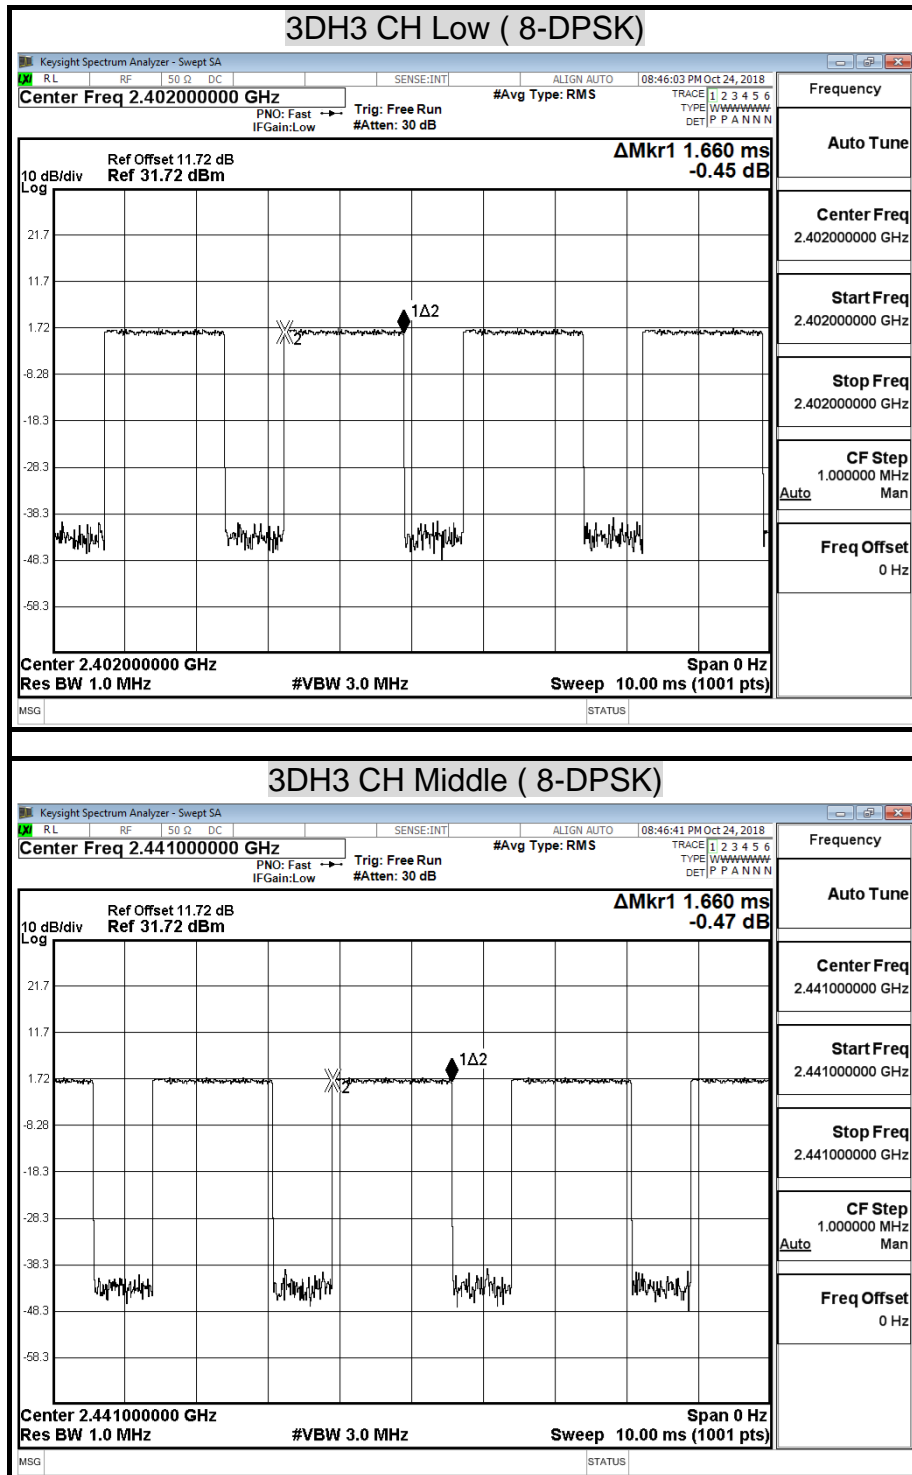 3DH3 CH Low ( 8-DPSK)
Keysight Spectrum Analyzer - Swept SA
LXI RL RF 50 Ω DC SENSE:INT ALIGN AUTO 08:46:03 PM Oct 24, 2018
Center Freq 2.402000000 GHz #Avg Type: RMS TRACE 1 2 3 4 5 6
PNO: Fast Trig: Free Run TYPE WWWWWW
IFGain:Low #Atten: 30 dB DET P P A N N N
Frequency
ΔMkr1 1.660 ms
-0.45 dB
Ref Offset 11.72 dB
10 dB/div Ref 31.72 dBm
Log
21.7
11.7
1.72
-8.28
-18.3
-28.3
-38.3
-48.3
-58.3
1Δ2
2
Center 2.402000000 GHz Span 0 Hz
Res BW 1.0 MHz #VBW 3.0 MHz Sweep 10.00 ms (1001 pts)
MSG STATUS
Auto Tune
Center Freq
2.402000000 GHz
Start Freq
2.402000000 GHz
Stop Freq
2.402000000 GHz
CF Step
1.000000 MHz
Auto Man
Freq Offset
0 Hz
3DH3 CH Middle ( 8-DPSK)
Keysight Spectrum Analyzer - Swept SA
LXI RL RF 50 Ω DC SENSE:INT ALIGN AUTO 08:46:41 PM Oct 24, 2018
Center Freq 2.441000000 GHz #Avg Type: RMS TRACE 1 2 3 4 5 6
PNO: Fast Trig: Free Run TYPE WWWWWW
IFGain:Low #Atten: 30 dB DET P P A N N N
Frequency
ΔMkr1 1.660 ms
-0.47 dB
Ref Offset 11.72 dB
10 dB/div Ref 31.72 dBm
Log
21.7
11.7
1.72
-8.28
-18.3
-28.3
-38.3
-48.3
-58.3
1Δ2
2
Center 2.441000000 GHz Span 0 Hz
Res BW 1.0 MHz #VBW 3.0 MHz Sweep 10.00 ms (1001 pts)
MSG STATUS
Auto Tune
Center Freq
2.441000000 GHz
Start Freq
2.441000000 GHz
Stop Freq
2.441000000 GHz
CF Step
1.000000 MHz
Auto Man
Freq Offset
0 Hz